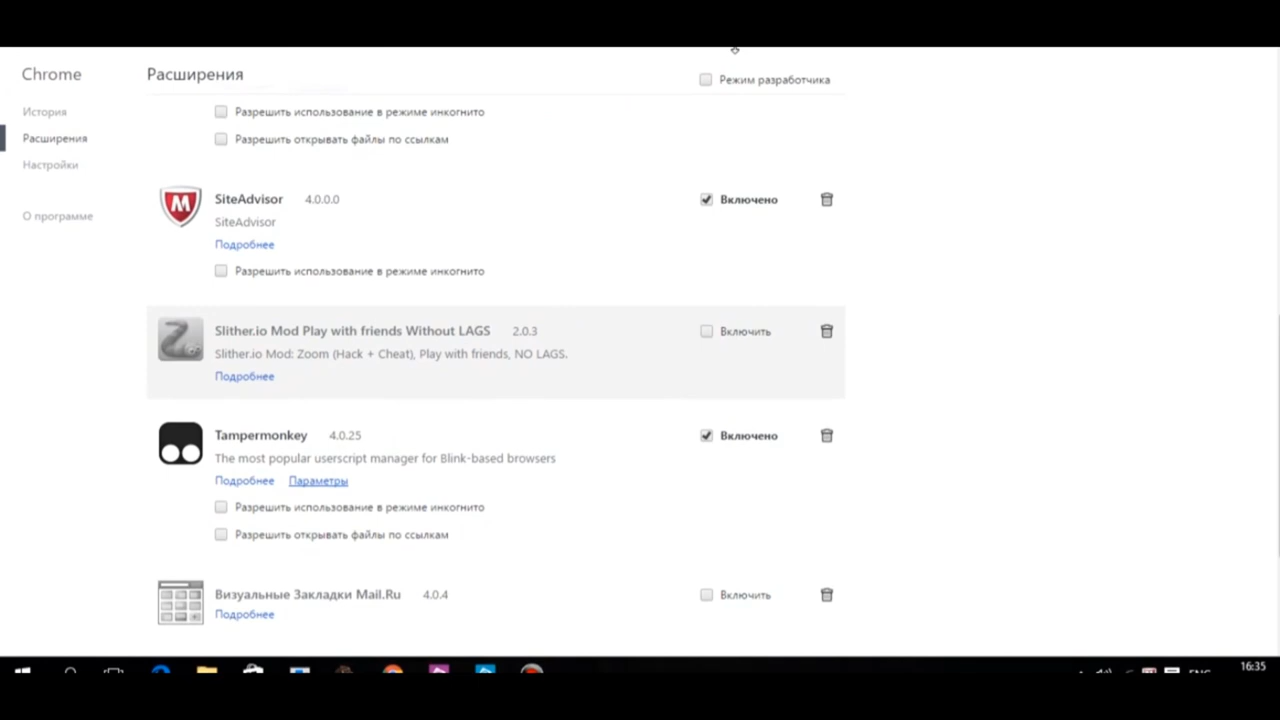 Chrome
Расширения
Режим разработчика
История
Расширения
Настройки
О программе
Разрешить использование в режиме инкогнито
Разрешить открывать файлы по ссылкам
SiteAdvisor 4.0.0.0
Включено
SiteAdvisor
Подробнее
Разрешить использование в режиме инкогнито
Slither.io Mod Play with friends Without LAGS 2.0.3
Включить
Slither.io Mod: Zoom (Hack + Cheat), Play with friends, NO LAGS.
Подробнее
Tampermonkey 4.0.25
Включено
The most popular userscript manager for Blink-based browsers
Подробнее Параметры
Разрешить использование в режиме инкогнито
Разрешить открывать файлы по ссылкам
Визуальные Закладки Mail.Ru 4.0.4
Включить
Подробнее
16:35